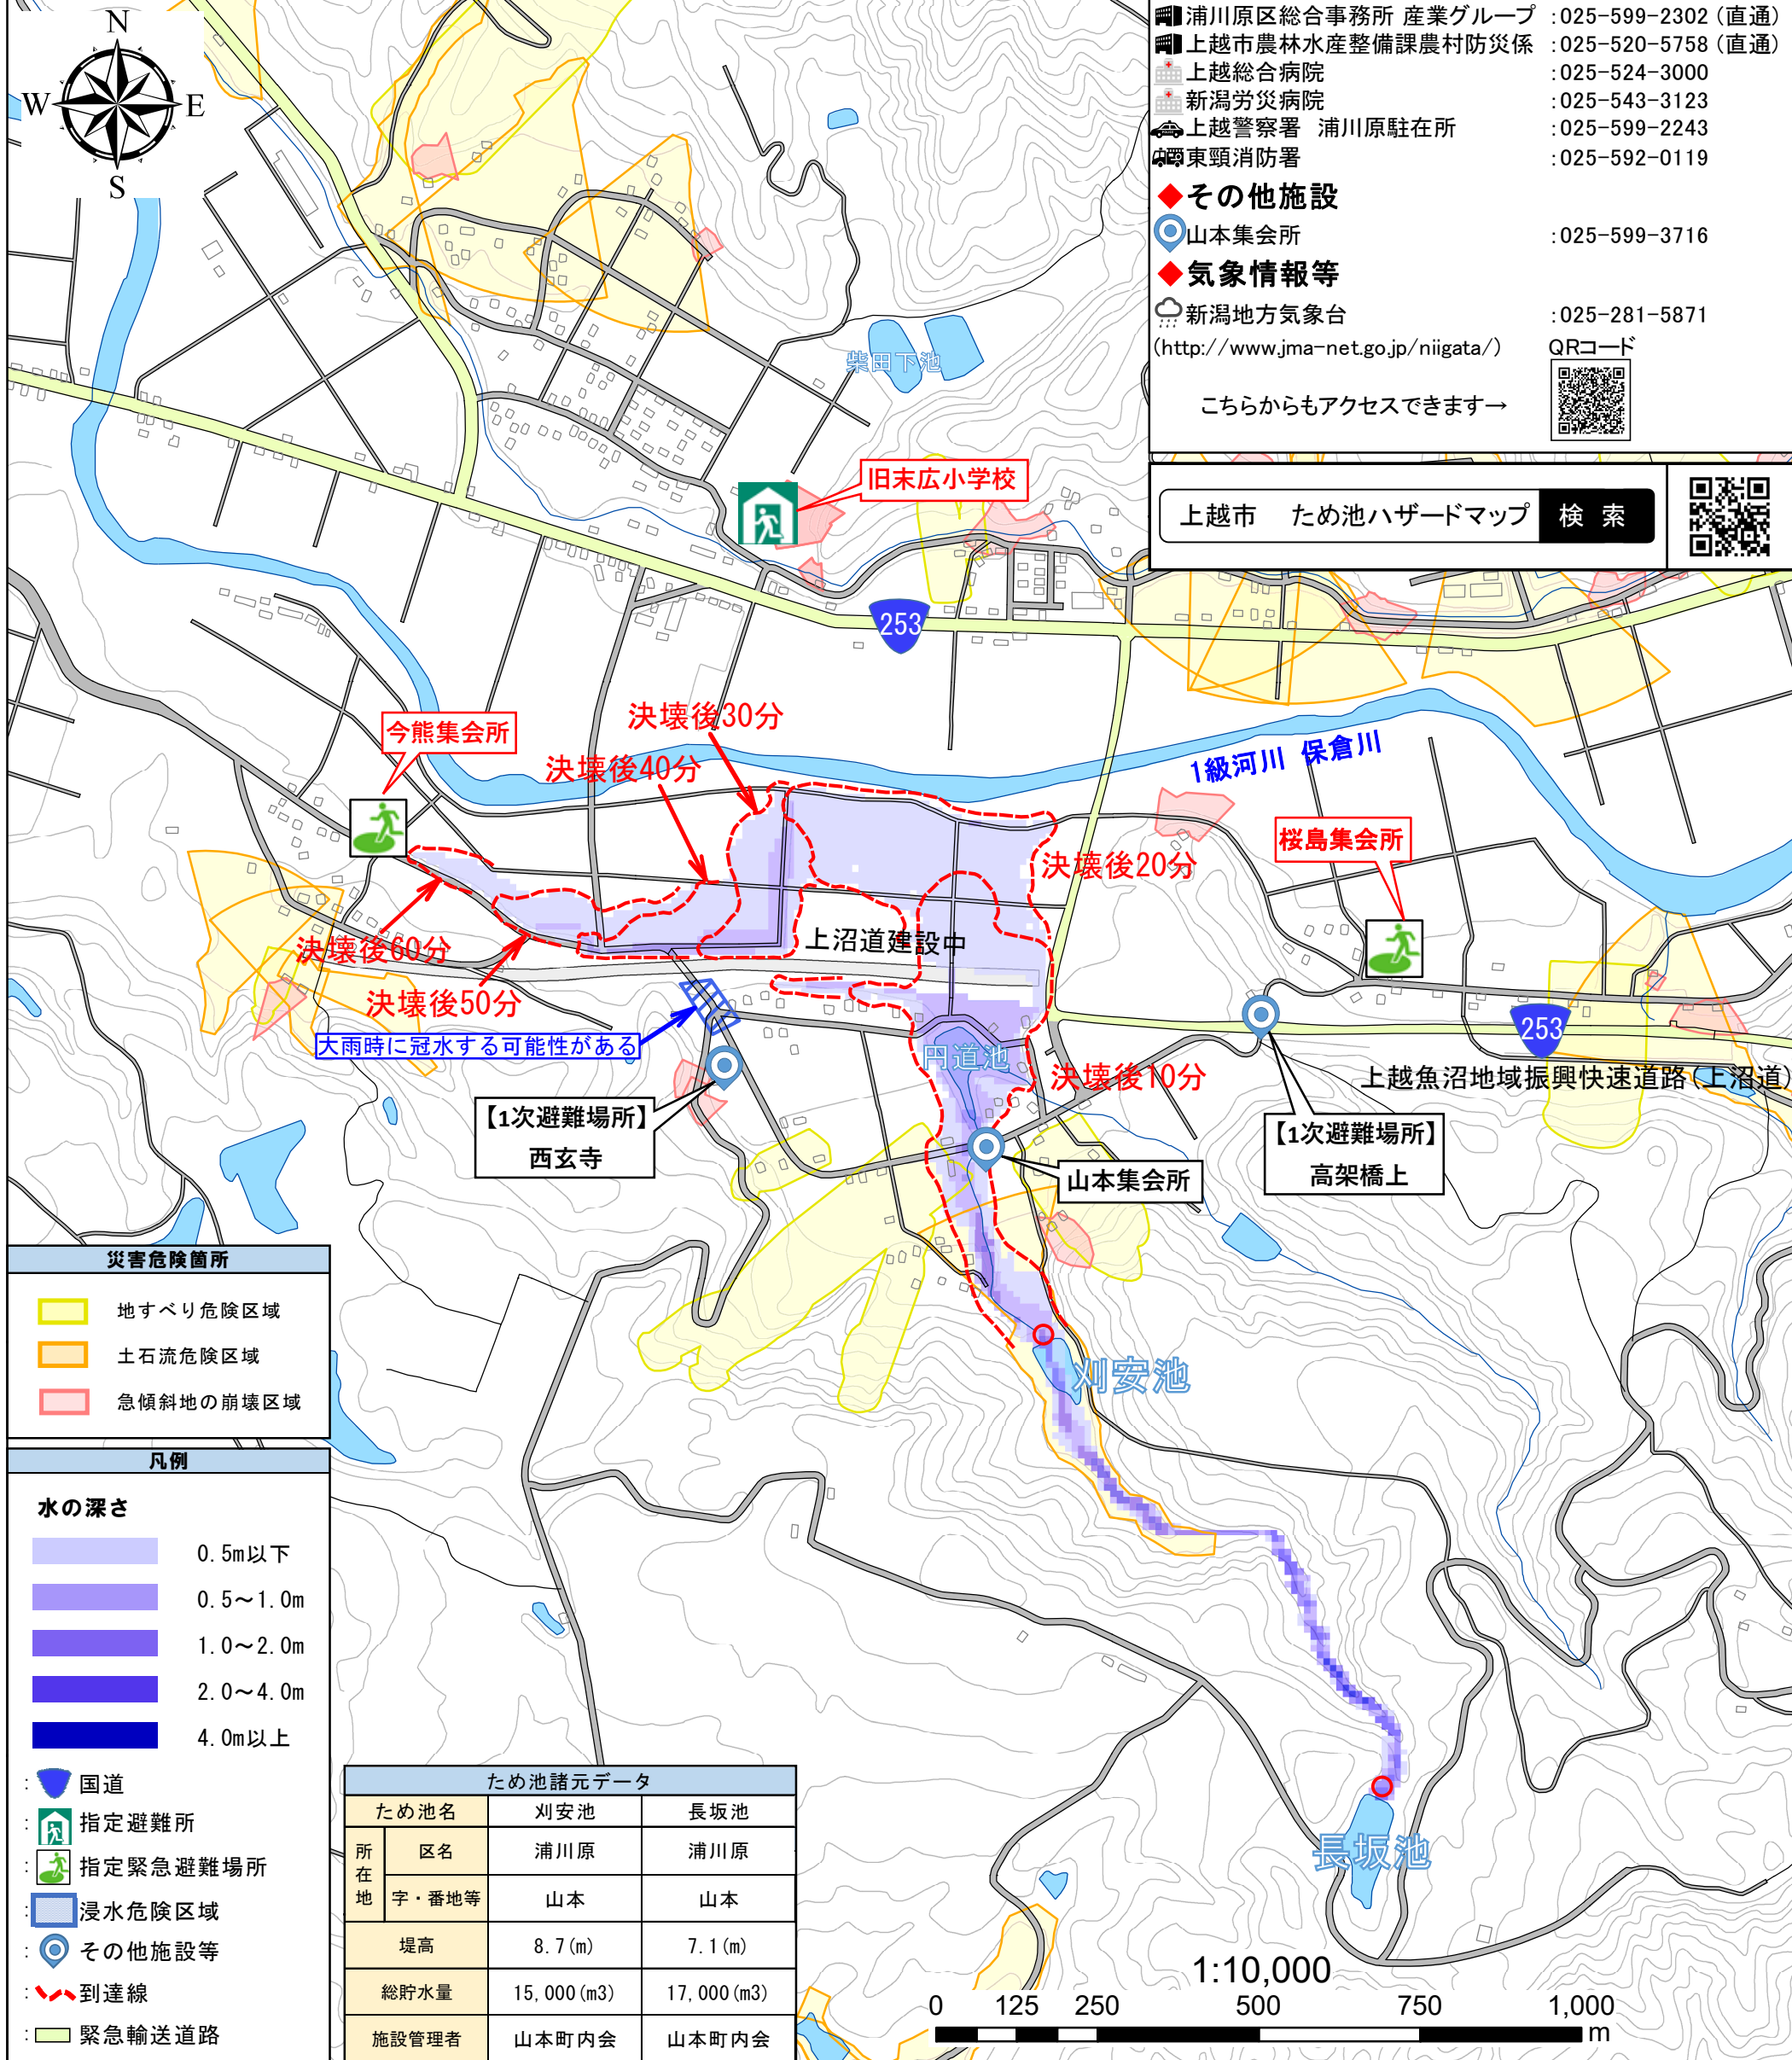 N
W
E
S
浦川原区総合事務所 産業グループ :025-599-2302(直通)
上越市農林水産整備課農村防災係 :025-520-5758(直通)
上越総合病院 :025-524-3000
新潟労災病院 :025-543-3123
上越警察署 浦川原駐在所 :025-599-2243
東頸消防署 :025-592-0119
◆その他施設
山本集会所 :025-599-3716
◆気象情報等
新潟地方気象台 :025-281-5871
(http://www.jma-net.go.jp/niigata/) QRコード
こちらからもアクセスできます→
上越市 ため池ハザードマップ 検 索
柴田下池
旧末広小学校
253
今熊集会所
決壊後30分
決壊後40分
1級河川 保倉川
桜島集会所
決壊後20分
上沼道建設中
決壊後60分
決壊後50分
大雨時に冠水する可能性がある
円道池
決壊後10分
253
上越魚沼地域振興快速道路(上沼道)
【1次避難場所】
西玄寺
【1次避難場所】
高架橋上
山本集会所
刈安池
長坂池
災害危険箇所
地すべり危険区域
土石流危険区域
急傾斜地の崩壊区域
凡例
水の深さ
0.5m以下
0.5～1.0m
1.0～2.0m
2.0～4.0m
4.0m以上
: 国道
: 指定避難所
: 指定緊急避難場所
: 浸水危険区域
: その他施設等
: 到達線
: 緊急輸送道路
ため池諸元データ
ため池名 刈安池 長坂池
所在地 区名 浦川原 浦川原
字・番地等 山本 山本
堤高 8.7(m) 7.1(m)
総貯水量 15,000(m3) 17,000(m3)
施設管理者 山本町内会 山本町内会
1:10,000
0 125 250 500 750 1,000
m